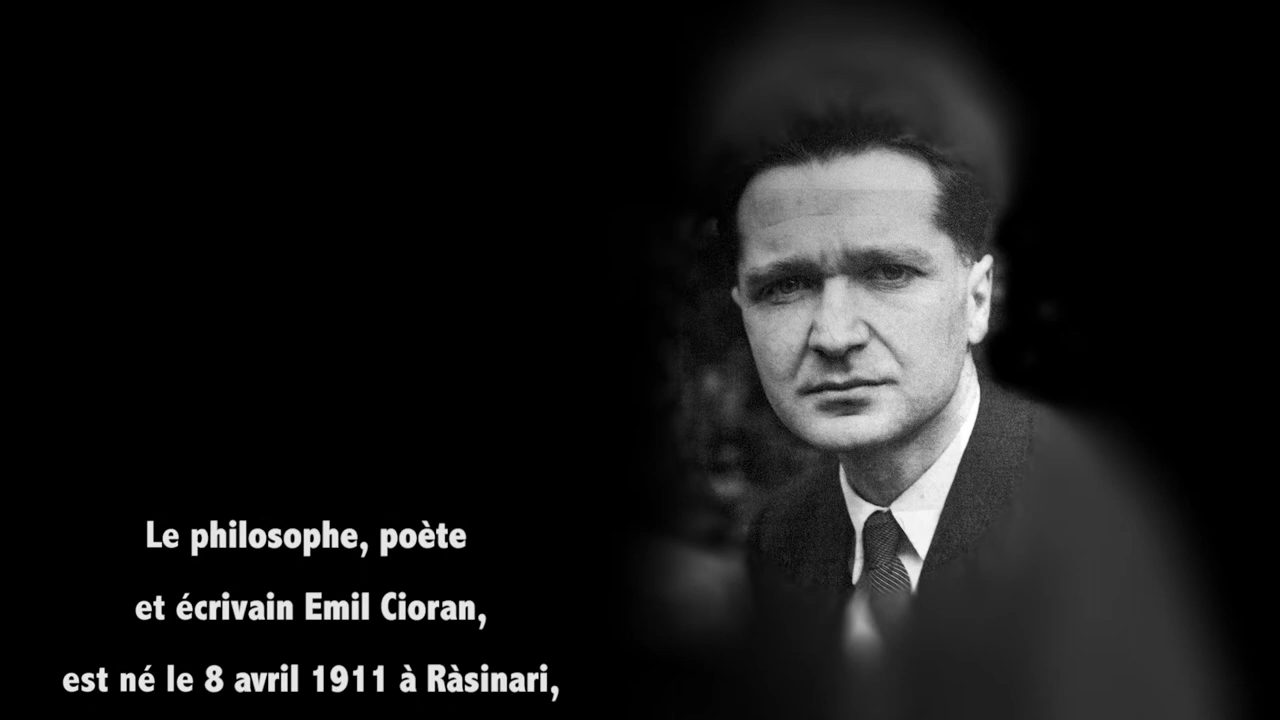 Le philosophe, poète
et écrivain Emil Cioran,
est né le 8 avril 1911 à Ràsinari,